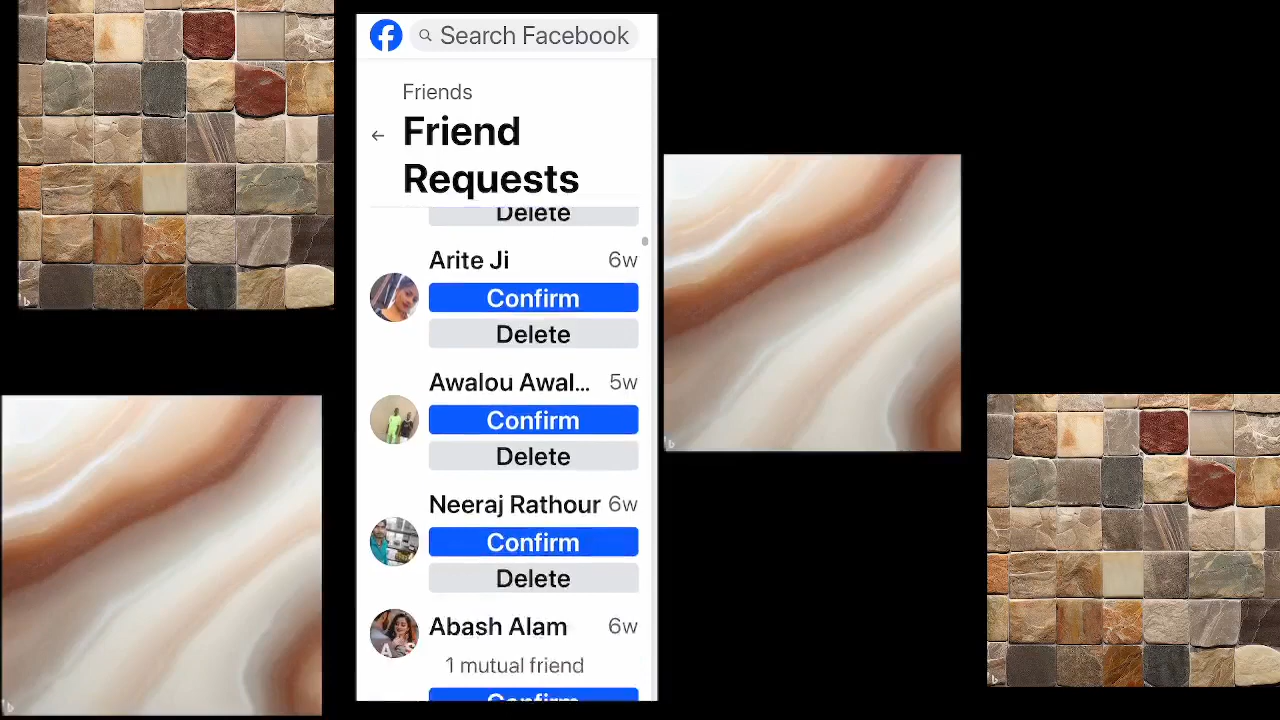 Search Facebook
Friends
Friend
Requests
Delete
Arite Ji 6w
Confirm
Delete
Awalou Awal... 5w
Confirm
Delete
Neeraj Rathour 6w
Confirm
Delete
Abash Alam 6w
1 mutual friend
Confirm